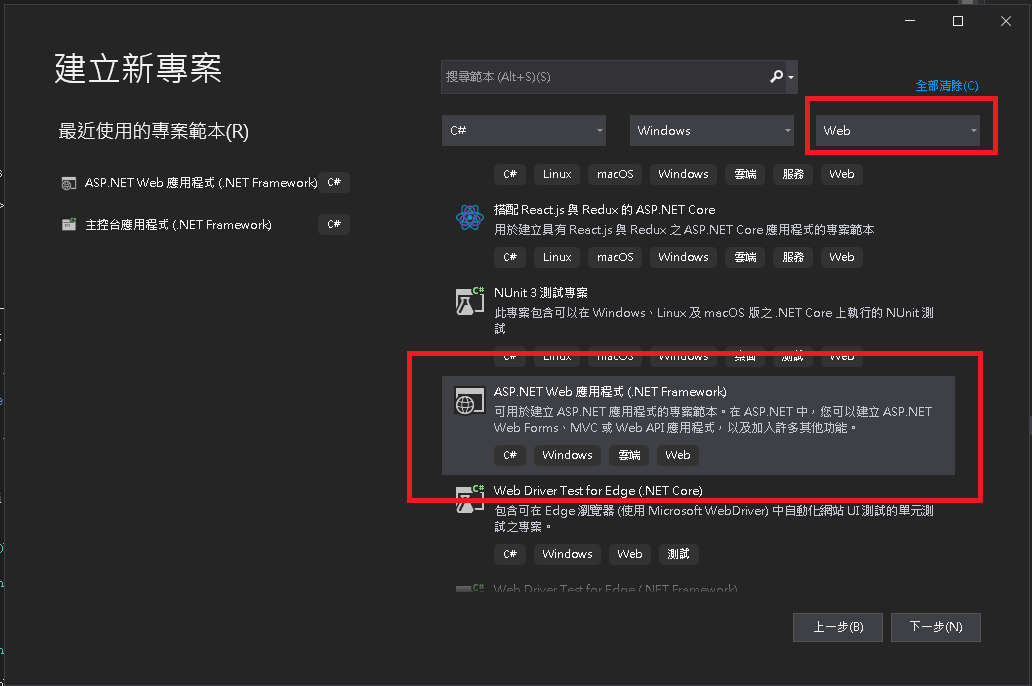 建立新專案
搜尋範本 (Alt+S)(S)
全部清除(C)
最近使用的專案範本(R)
C#
Windows
Web
ASP.NET Web 應用程式 (.NET Framework) C#
主控台應用程式 (.NET Framework) C#
C# Linux macOS Windows 雲端 服務 Web
搭配 React.js 與 Redux 的 ASP.NET Core
用於建立具有 React.js 與 Redux 之 ASP.NET Core 應用程式的專案範本
C# Linux macOS Windows 雲端 服務 Web
NUnit 3 測試專案
此專案包含可以在 Windows、Linux 及 macOS 版之 .NET Core 上執行的 NUnit 測
試
C# Linux macOS Windows 桌面 測試 Web
ASP.NET Web 應用程式 (.NET Framework)
可用於建立 ASP.NET 應用程式的專案範本。在 ASP.NET 中，您可以建立 ASP.NET
Web Forms、MVC 或 Web API 應用程式，以及加入許多其他功能。
C# Windows 雲端 Web
Web Driver Test for Edge (.NET Core)
包含可在 Edge 瀏覽器 (使用 Microsoft WebDriver) 中自動化網站 UI 測試的單元測
試之專案。
C# Windows Web 測試
Web Driver Test for Edge (.NET Framework)
上一步(B)
下一步(N)